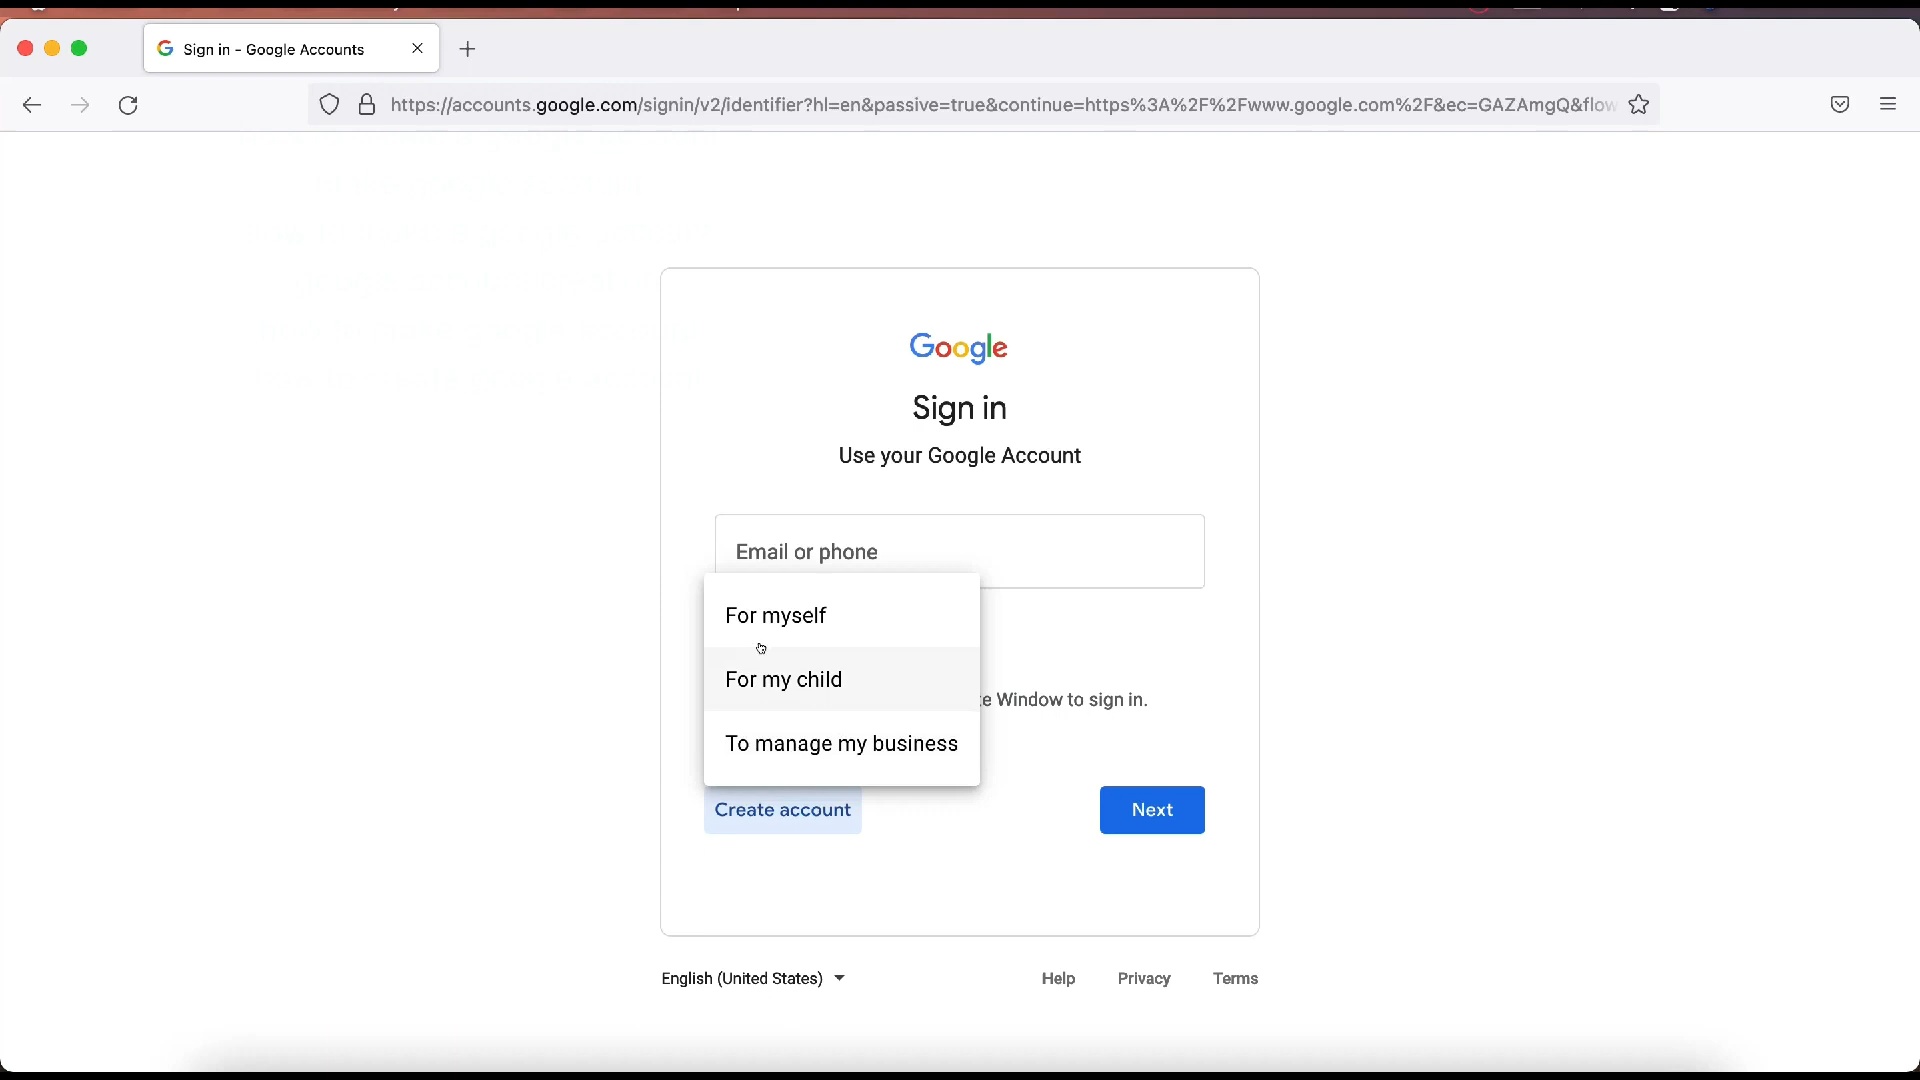 Sign in - Google Accounts
https://accounts.google.com/signin/v2/identifier?hl=en&passive=true&continue=https%3A%2F%2Fwww.google.com%2F&ec=GAZAmgQ&flow
Google
Sign in
Use your Google Account
Email or phone
For myself
For my child
Window to sign in.
To manage my business
Create account
Next
English (United States)
Help
Privacy
Terms